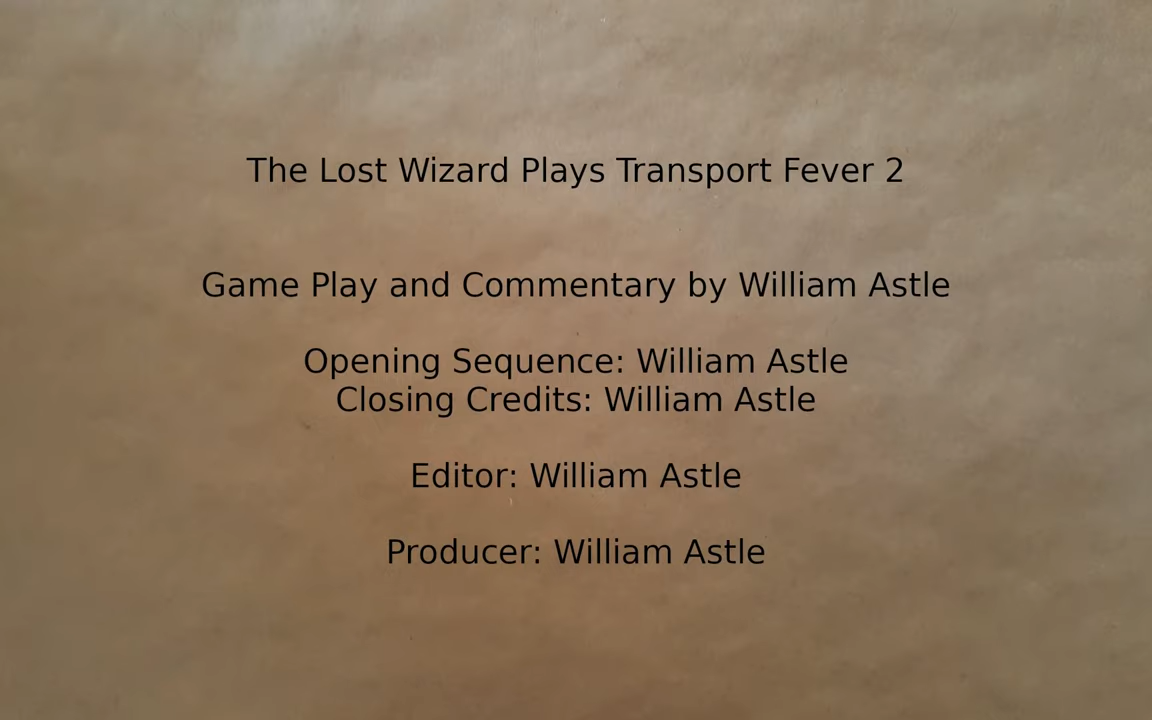 The Lost Wizard Plays Transport Fever 2
Game Play and Commentary by William Astle
Opening Sequence: William Astle
Closing Credits: William Astle
Editor: William Astle
Producer: William Astle